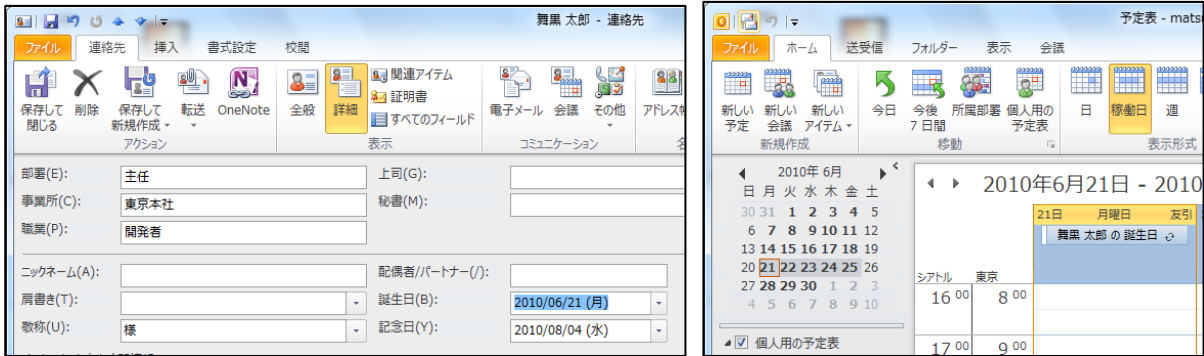 舞黒 太郎 - 連絡先
ファイル 連絡先 挿入 書式設定 校閲
保存して閉じる 削除 保存して新規作成 転送 OneNote 全般 詳細 関連アイテム 証明書 すべてのフィールド 電子メール 会議 その他
アクション 表示 コミュニケーション
部署(E): 主任 上司(G):
事業所(C): 東京本社 秘書(M):
職業(P): 開発者
ニックネーム(A): 配偶者/パートナー(/):
肩書き(T): 誕生日(B): 2010/06/21 (月)
敬称(U): 様 記念日(Y): 2010/08/04 (水)
予定表 - mats
ファイル ホーム 送受信 フォルダー 表示 会議
新しい予定 新しい会議 新しいアイテム 今日 今後7日間 所属部署 個人用の予定表 日 稼働日 週
新規作成 移動 表示形式
2010年 6月
日 月 火 水 木 金 土
30 31 1 2 3 4 5
6 7 8 9 10 11 12
13 14 15 16 17 18 19
20 21 22 23 24 25 26
27 28 29 30 1 2 3
4 5 6 7 8 9 10
個人用の予定表
2010年6月21日 - 2010
21日 月曜日 友引
舞黒 太郎 の 誕生日
シアトル 東京
16 00 8 00
17 00 9 00